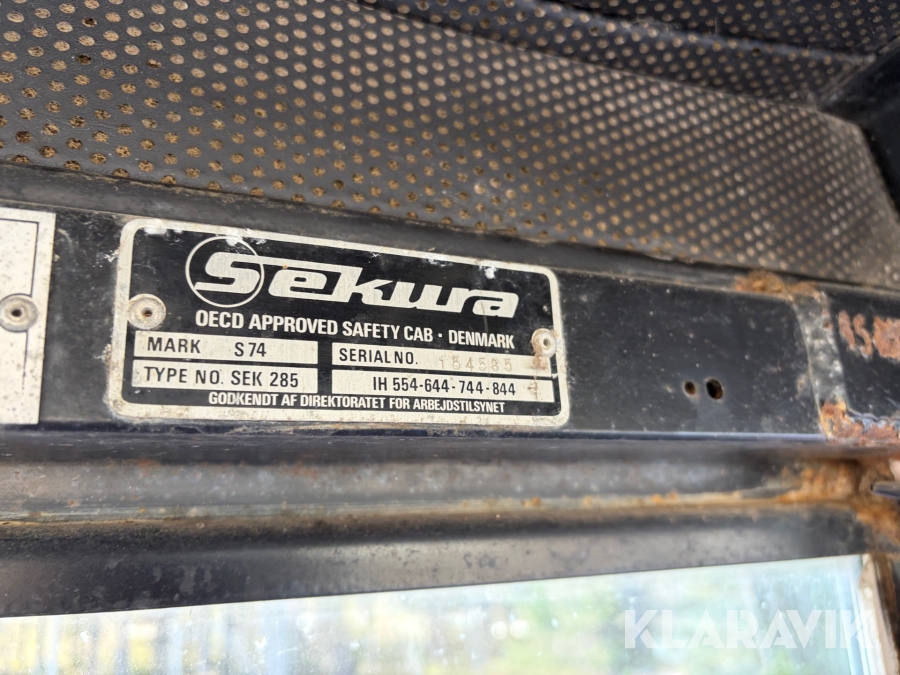 Sekura
OECD APPROVED SAFETY CAB · DENMARK
MARK S74
SERIAL NO. 154585
TYPE NO. SEK 285
IH 554-644-744-844
GODKENDT AF DIREKTORATET FOR ARBEJDSTILSYNET
KLARAVIK